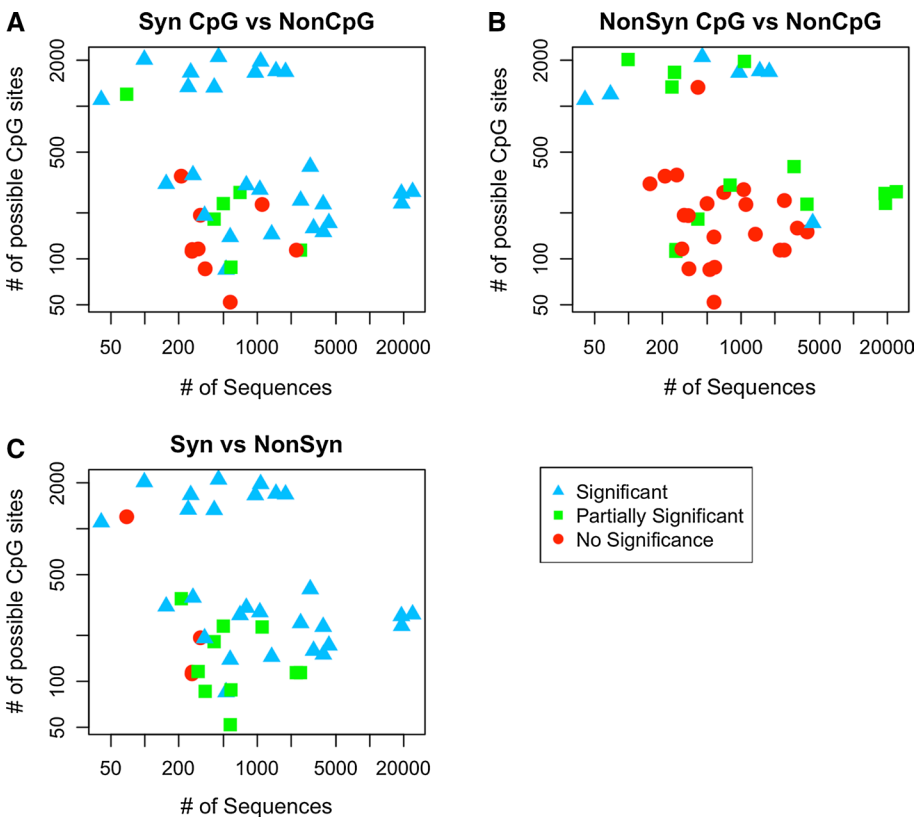 A
Syn CpG vs NonCpG
# of possible CpG sites
2000
500
100
50
50 200 1000 5000 20000
# of Sequences
B
NonSyn CpG vs NonCpG
# of possible CpG sites
2000
500
100
50
50 200 1000 5000 20000
# of Sequences
C
Syn vs NonSyn
# of possible CpG sites
2000
500
100
50
50 200 1000 5000 20000
# of Sequences
Significant
Partially Significant
No Significance